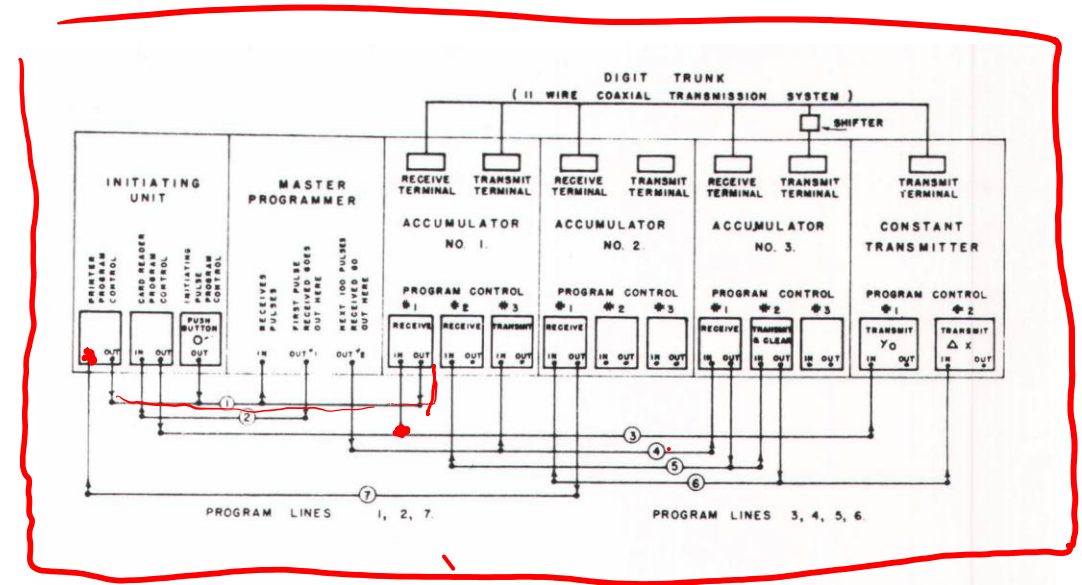 DIGIT TRUNK
( 11 WIRE COAXIAL TRANSMISSION SYSTEM )
SHIFTER
INITIATING
UNIT
PRINTER
PROGRAM
CONTROL
CARD READER
PROGRAM
CONTROL
INITIATING
PULSE
PROGRAM
CONTROL
PUSH
BUTTON
OUT
IN
OUT
OUT
MASTER
PROGRAMMER
RECEIVES
PULSES
FIRST PULSE
RECEIVED GOES
OUT HERE
NEXT 100 PULSES
RECEIVED GO
OUT HERE
IN
OUT #1
OUT #2
RECEIVE
TERMINAL
TRANSMIT
TERMINAL
ACCUMULATOR
NO. 1.
PROGRAM CONTROL
#1 #2 #3
RECEIVE
IN OUT
RECEIVE
IN OUT
TRANSMIT
IN OUT
RECEIVE
TERMINAL
TRANSMIT
TERMINAL
ACCUMULATOR
NO. 2.
PROGRAM CONTROL
#1 #2 #3
RECEIVE
IN OUT
IN OUT
IN OUT
RECEIVE
TERMINAL
TRANSMIT
TERMINAL
ACCUMULATOR
NO. 3.
PROGRAM CONTROL
#1 #2 #3
RECEIVE
IN OUT
TRANSMIT
& CLEAR
IN OUT
IN OUT
TRANSMIT
TERMINAL
CONSTANT
TRANSMITTER
PROGRAM CONTROL
#1 #2
TRANSMIT
Yo
IN OUT
TRANSMIT
Δ X
IN OUT
1
2
3
4
5
6
7
PROGRAM LINES 1, 2, 7.
PROGRAM LINES 3, 4, 5, 6.